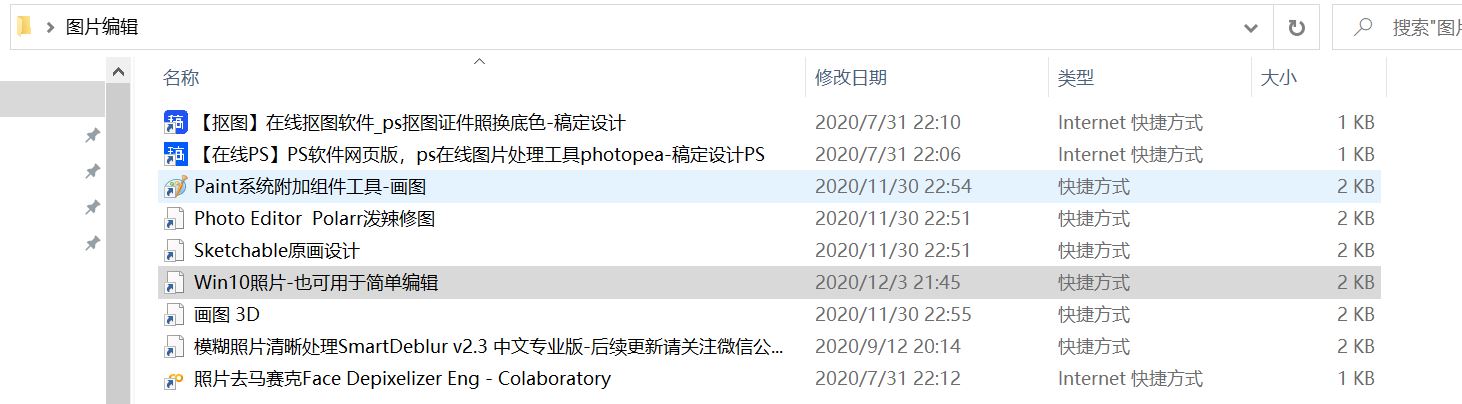 图片编辑 搜索"图
名称 修改日期 类型 大小
【抠图】在线抠图软件_ps抠图证件照换底色-稿定设计 2020/7/31 22:10 Internet 快捷方式 1 KB
【在线PS】PS软件网页版，ps在线图片处理工具photopea-稿定设计PS 2020/7/31 22:06 Internet 快捷方式 1 KB
Paint系统附加组件工具-画图 2020/11/30 22:54 快捷方式 2 KB
Photo Editor  Polarr泼辣修图 2020/11/30 22:51 快捷方式 2 KB
Sketchable原画设计 2020/11/30 22:51 快捷方式 2 KB
Win10照片-也可用于简单编辑 2020/12/3 21:45 快捷方式 2 KB
画图 3D 2020/11/30 22:55 快捷方式 2 KB
模糊照片清晰处理SmartDeblur v2.3 中文专业版-后续更新请关注微信公... 2020/9/12 20:14 快捷方式 2 KB
照片去马赛克Face Depixelizer Eng - Colaboratory 2020/7/31 22:12 Internet 快捷方式 1 KB